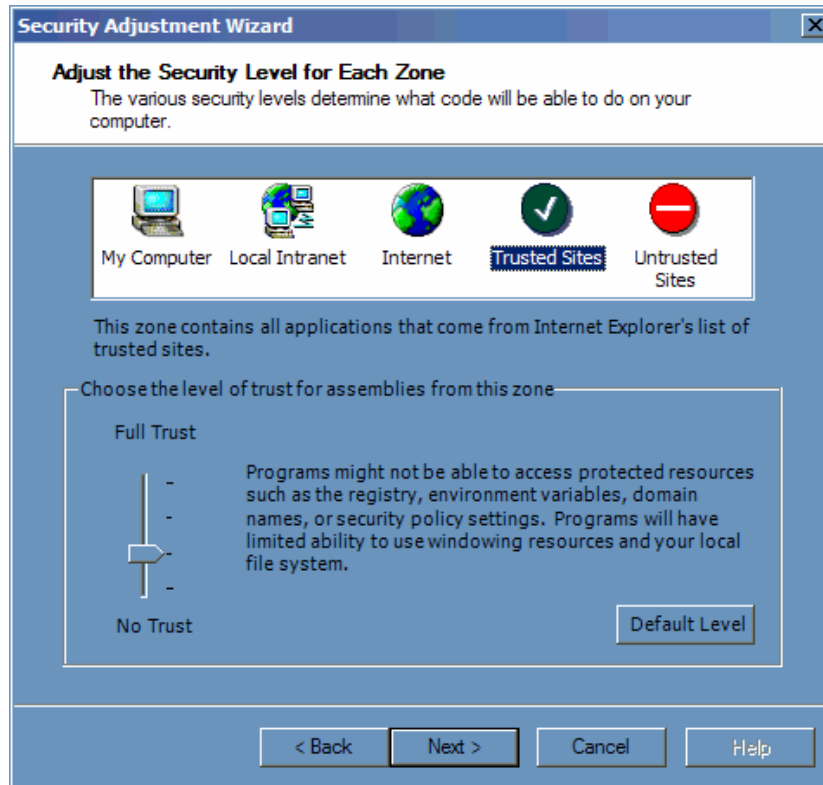 Security Adjustment Wizard
Adjust the Security Level for Each Zone
The various security levels determine what code will be able to do on your
computer.
My Computer Local Intranet Internet Trusted Sites Untrusted
Sites
This zone contains all applications that come from Internet Explorer's list of
trusted sites.
Choose the level of trust for assemblies from this zone
Full Trust
Programs might not be able to access protected resources
such as the registry, environment variables, domain
names, or security policy settings. Programs will have
limited ability to use windowing resources and your local
file system.
No Trust
Default Level
< Back Next > Cancel Help